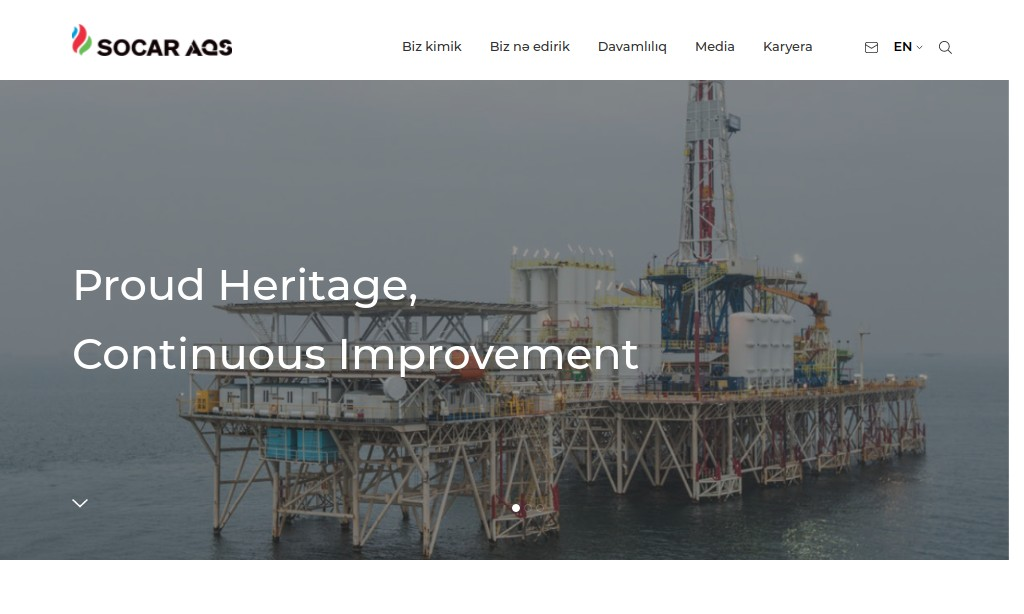 SOCAR AQS
Biz kimik
Biz nə edirik
Davamlılıq
Media
Karyera
EN
Proud Heritage,
Continuous Improvement